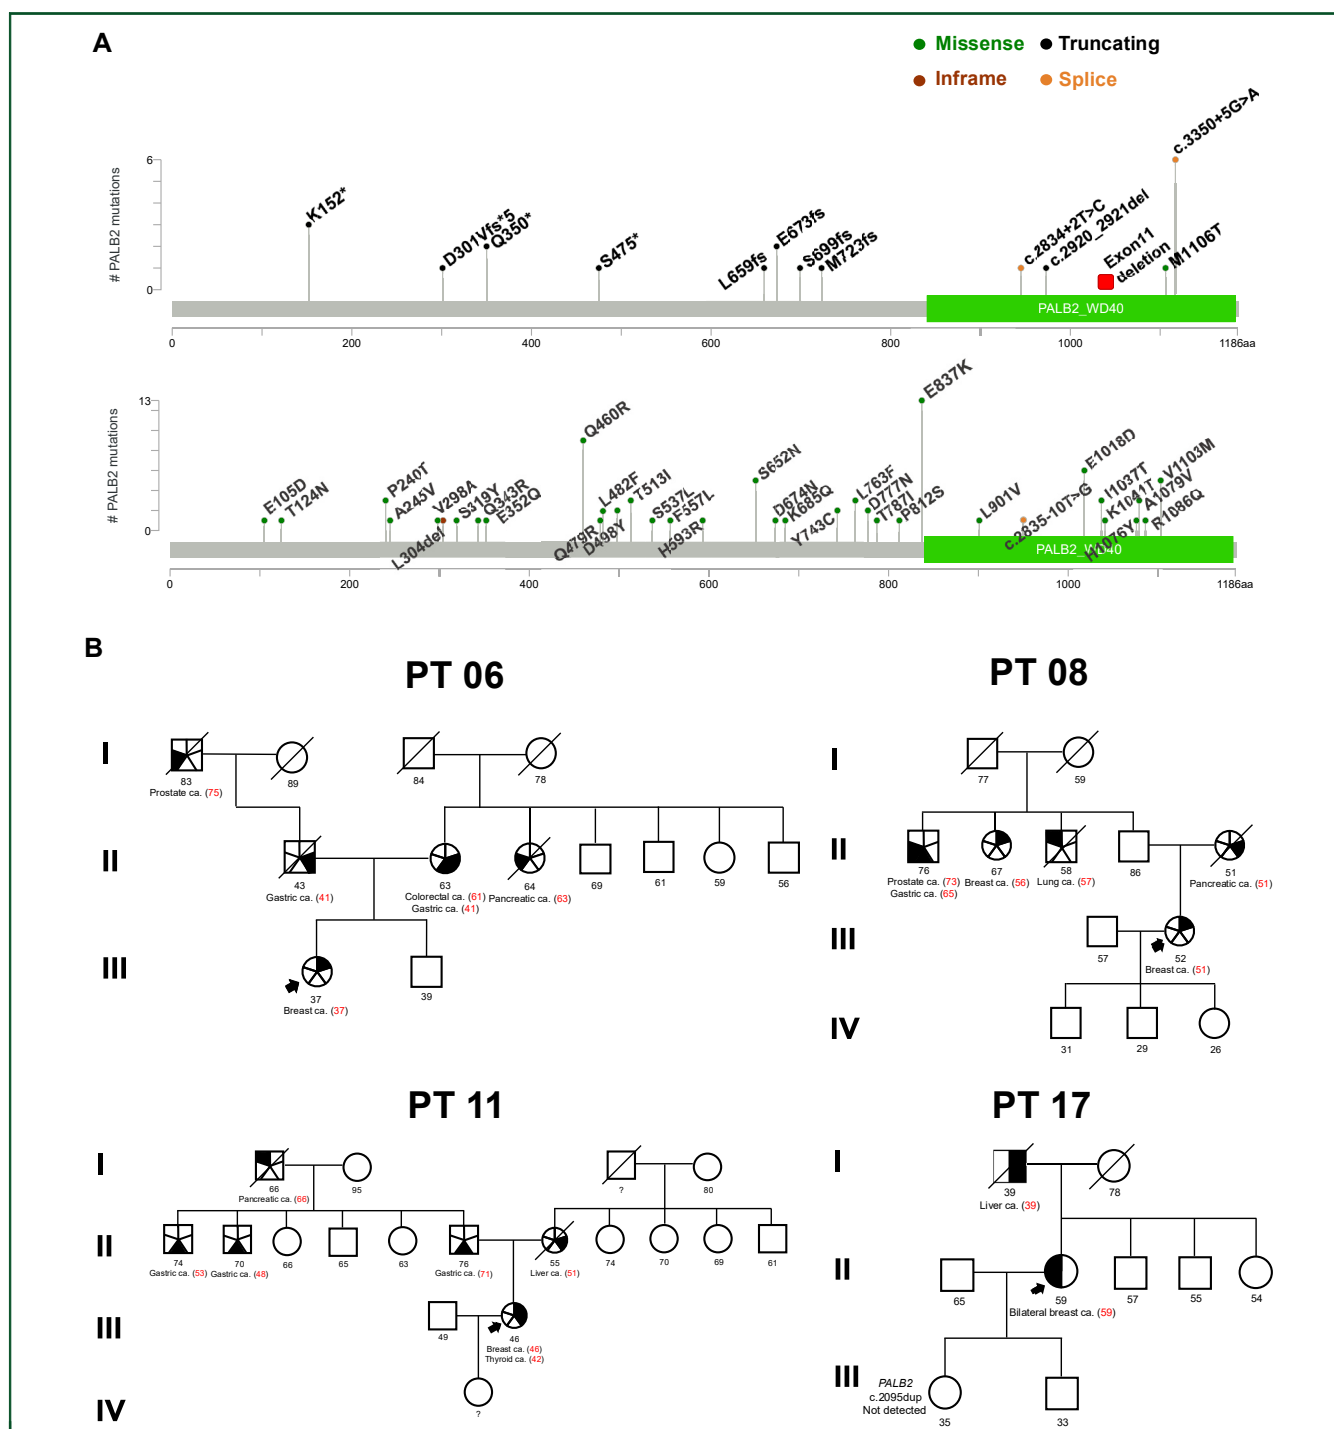 A
Missense
Truncating
Inframe
Splice
# PALB2 mutations
6
0
K152*
D301Vfs*5
Q350*
S475*
L659fs
E673fs
S699fs
M723fs
c.2834+2T>C
c.2920_2921del
Exon11
deletion
M1106T
c.3350+5G>A
PALB2_WD40
0 200 400 600 800 1000 1186aa
# PALB2 mutations
13
0
E105D
T124N
P240T
A245V
V298A
L304del
S319Y
Q343R
E352Q
Q460R
Q479R
L482F
D498Y
T513I
S537L
F557L
H593R
S652N
D674N
K685Q
Y743C
L763F
D777N
T787I
P812S
E837K
L901V
c.2835-10T>G
E1018D
I1037T
K1041T
H1076Y
A1079V
R1086Q
V1103M
PALB2_WD40
0 200 400 600 800 1000 1186aa
B
PT 06
I
83
Prostate ca. (75)
89
84
78
II
43
Gastric ca. (41)
63
Colorectal ca. (61)
Gastric ca. (41)
64
Pancreatic ca. (63)
69
61
59
56
III
37
Breast ca. (37)
39
PT 08
I
77
59
II
76
Prostate ca. (73)
Gastric ca. (65)
67
Breast ca. (56)
58
Lung ca. (57)
86
51
Pancreatic ca. (51)
III
57
52
Breast ca. (51)
IV
31
29
26
PT 11
I
66
Pancreatic ca. (66)
95
?
80
II
74
Gastric ca. (53)
70
Gastric ca. (48)
66
65
63
76
Gastric ca. (71)
55
Liver ca. (51)
74
70
69
61
III
49
46
Breast ca. (46)
Thyroid ca. (42)
IV
?
PT 17
I
39
Liver ca. (39)
78
II
65
59
Bilateral breast ca. (59)
57
55
54
III
PALB2
c.2095dup
Not detected
35
33